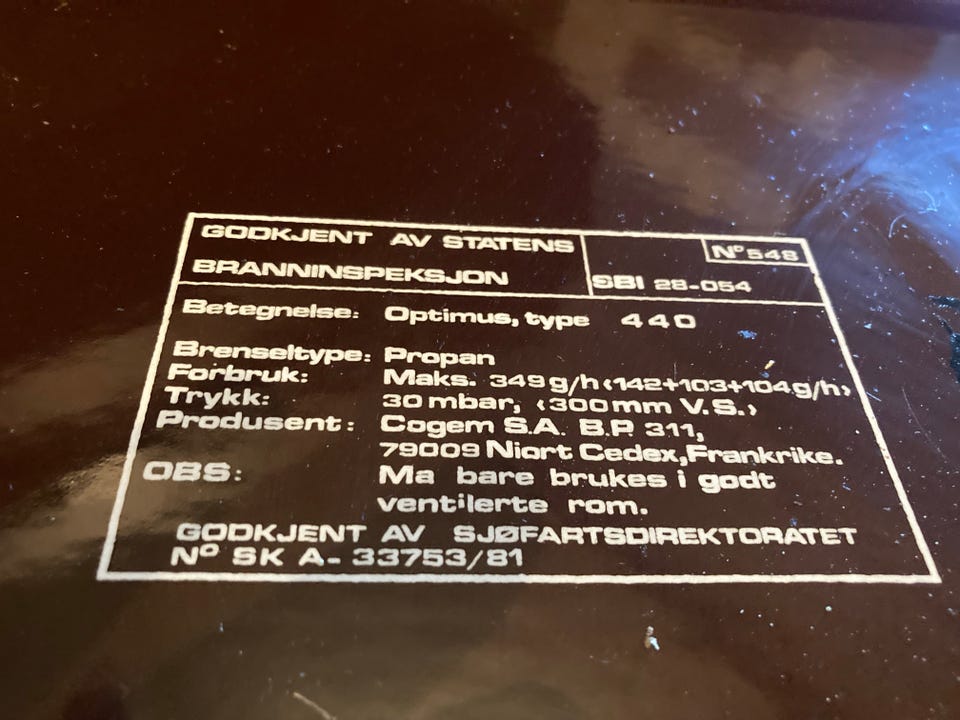 GODKJENT AV STATENS
BRANNINSPEKSJON
Nº 548
SBI 28-054
Betegnelse: Optimus, type 440
Brenseltype: Propan
Forbruk: Maks. 349 g/h (142+103+104 g/h)
Trykk: 30 mbar, (300 mm V.S.)
Produsent: Cogem S.A. B.P. 311,
79009 Niort Cedex, Frankrike.
OBS: Ma bare brukes i godt
ventilerte rom.
GODKJENT AV SJØFARTSDIREKTORATET
Nº SK A-33753/81